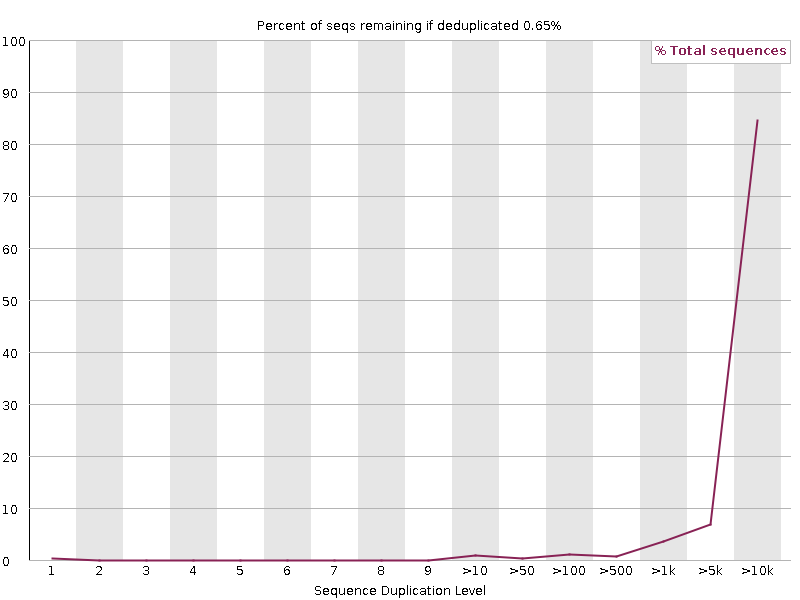 Percent of seqs remaining if deduplicated 0.65%
% Total sequences
100
90
80
70
60
50
40
30
20
10
0
1 2 3 4 5 6 7 8 9 >10 >50 >100 >500 >1k >5k >10k
Sequence Duplication Level